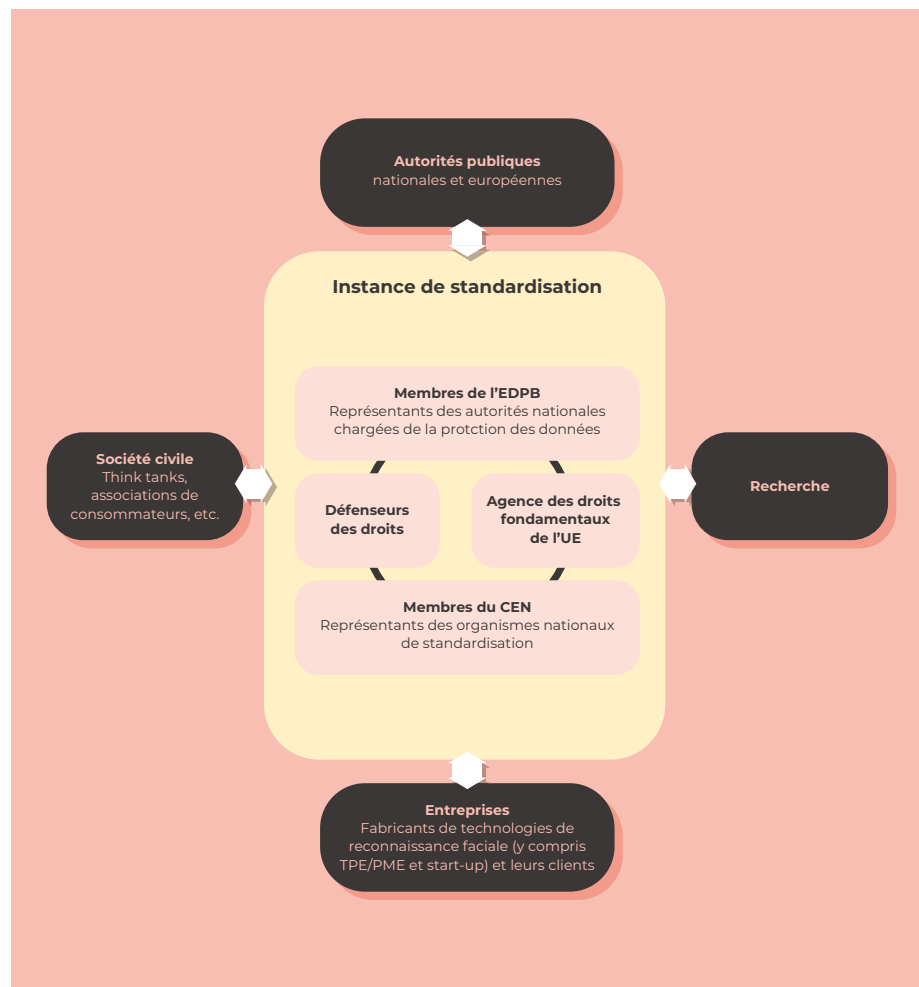 Autorités publiques
nationales et européennes
Instance de standardisation
Membres de l’EDPB
Représentants des autorités nationales
chargées de la protction des données
Société civile
Think tanks,
associations de
consommateurs, etc.
Défenseurs
des droits
Agence des droits
fondamentaux
de l’UE
Recherche
Membres du CEN
Représentants des organismes nationaux
de standardisation
Entreprises
Fabricants de technologies de
reconnaissance faciale (y compris
TPE/PME et start-up) et leurs clients